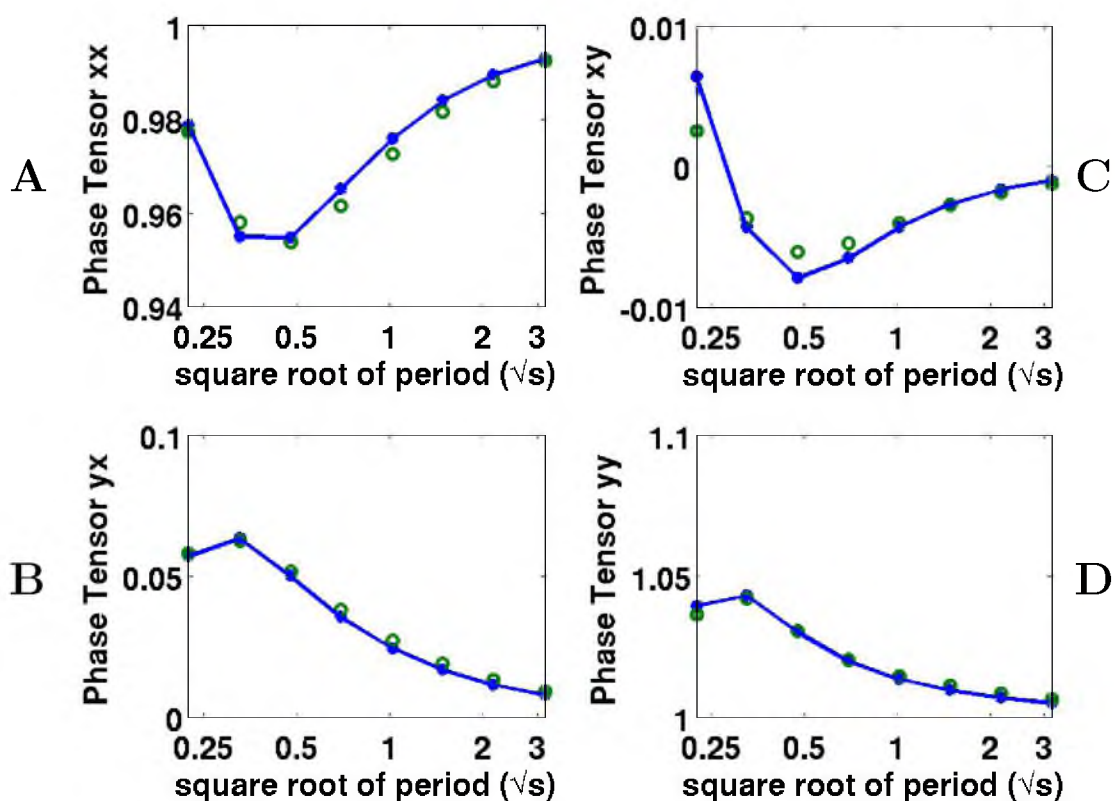 A
Phase Tensor xx
1
0.98
0.96
0.94
0.25 0.5 1 2 3
square root of period (√s)
C
Phase Tensor xy
0.01
0
-0.01
0.25 0.5 1 2 3
square root of period (√s)
B
Phase Tensor yx
0.1
0.05
0
0.25 0.5 1 2 3
square root of period (√s)
D
Phase Tensor yy
1.1
1.05
1
0.25 0.5 1 2 3
square root of period (√s)